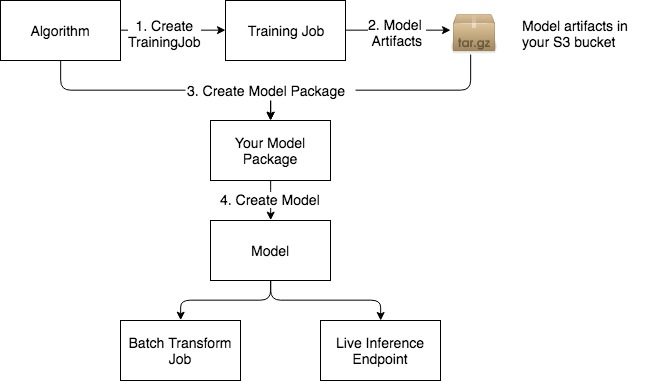 Algorithm
1. Create
TrainingJob
Training Job
2. Model
Artifacts
tar.gz
Model artifacts in
your S3 bucket
3. Create Model Package
Your Model
Package
4. Create Model
Model
Batch Transform
Job
Live Inference
Endpoint